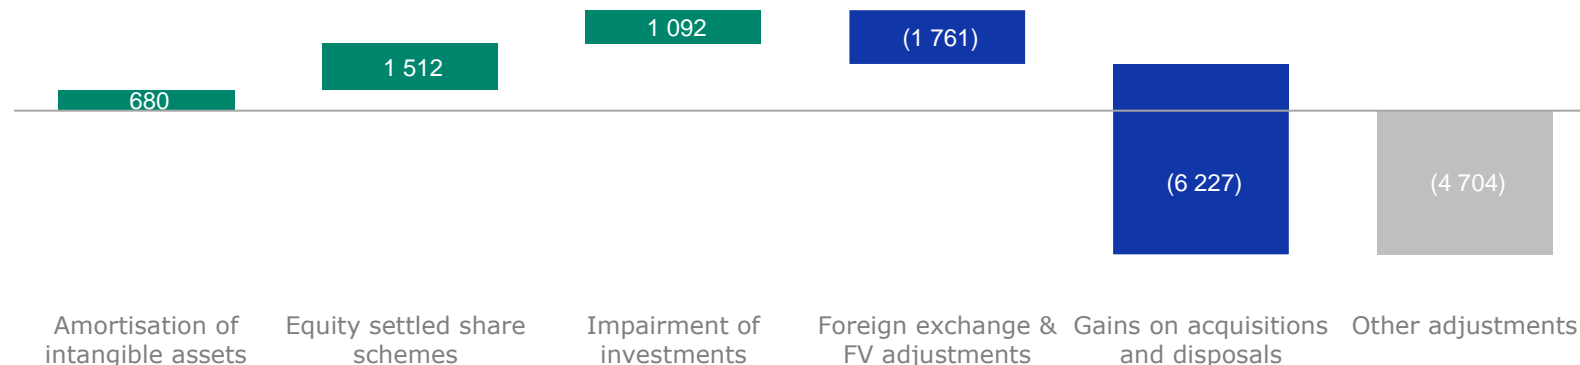 680
1 512
1 092
(1 761)
(6 227)
(4 704)
Amortisation of
intangible assets
Equity settled share
schemes
Impairment of
investments
Foreign exchange &
FV adjustments
Gains on acquisitions
and disposals
Other adjustments